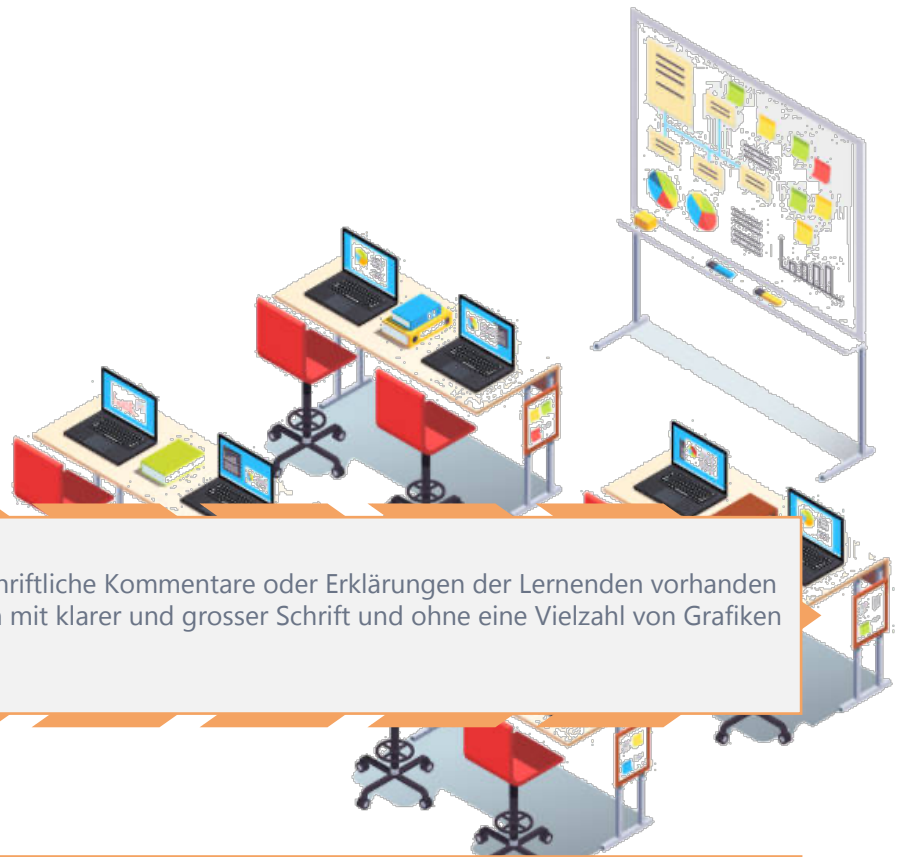 hriftliche Kommentare oder Erklärungen der Lernenden vorhanden
mit klarer und grosser Schrift und ohne eine Vielzahl von Grafiken